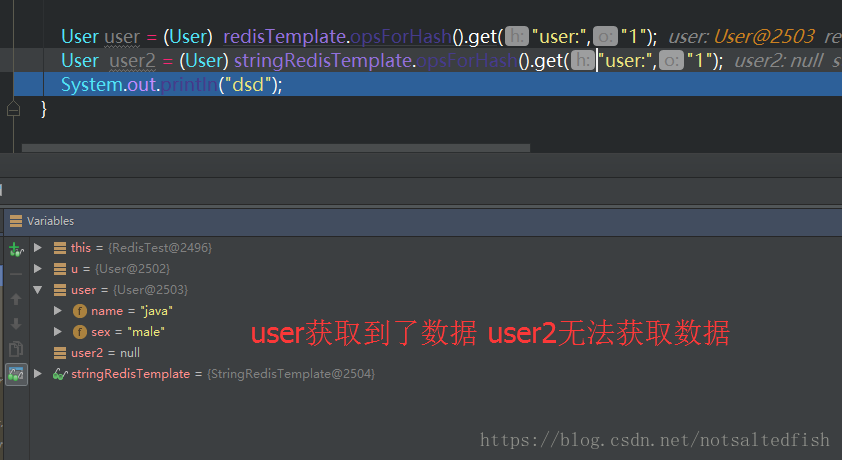 User user = (User) redisTemplate.opsForHash().get( h: "user:", o: "1"); user: User@2503 re
User user2 = (User) stringRedisTemplate.opsForHash().get( h: "user:", o: "1"); user2: null s
System.out.println("dsd");
}
Variables
this = {RedisTest@2496}
u = {User@2502}
user = {User@2503}
f name = "java"
f sex = "male"
user获取到了数据 user2无法获取数据
user2 = null
stringRedisTemplate = {StringRedisTemplate@2504}
https://blog.csdn.net/notsaltedfish